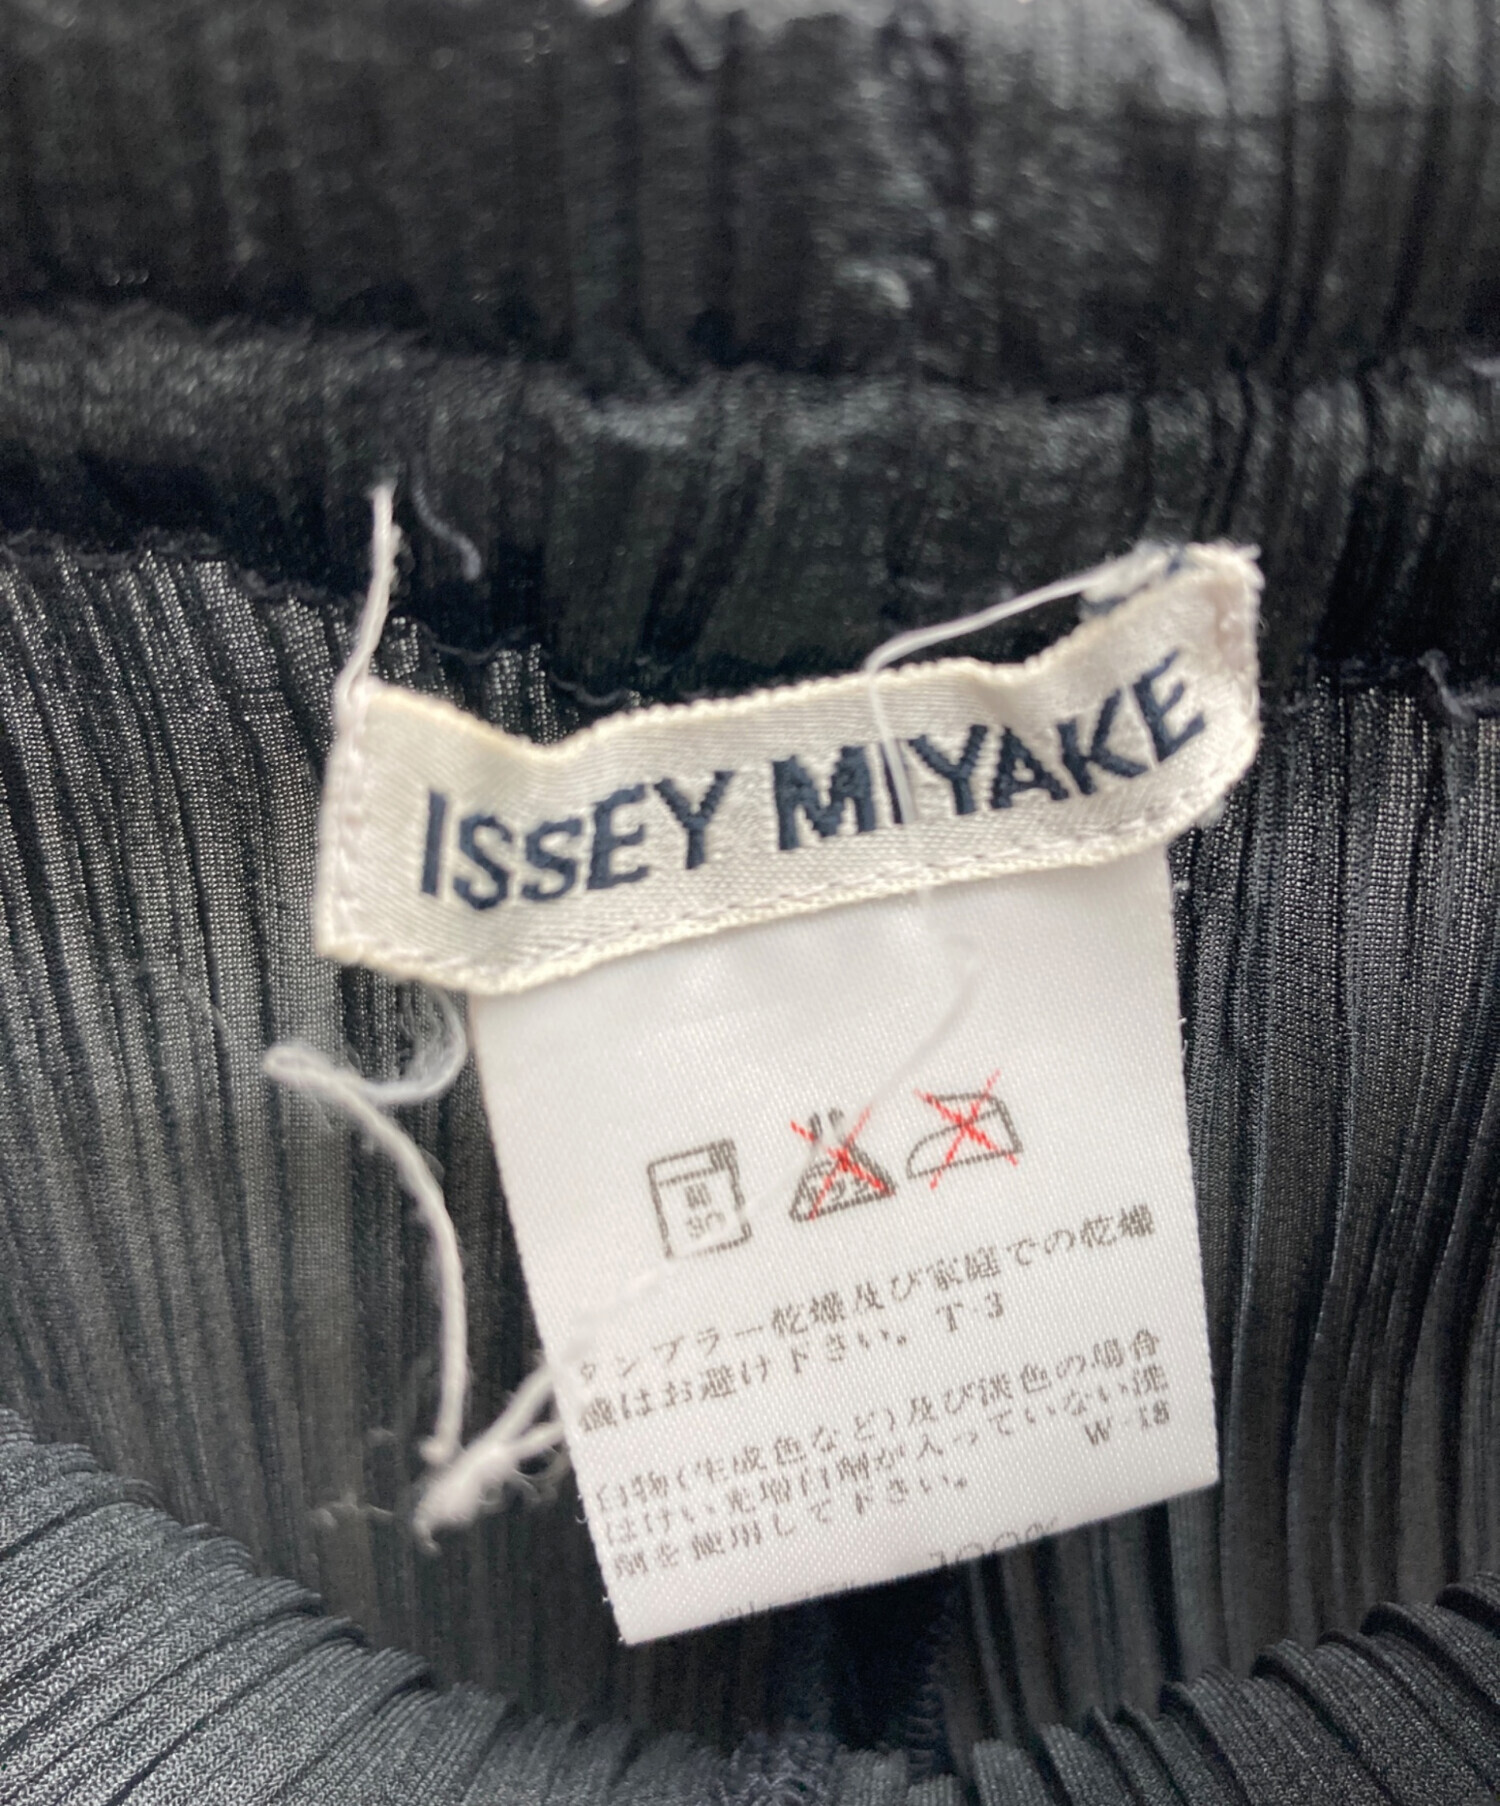 ISSEY MIYAKE
タンブラー乾燥及び家庭での乾燥
機はお避け下さい。T-3
白物(生成色など)及び淡色の場合
はけい光増白剤が入っていない洗
剤を使用して下さい。 W-18